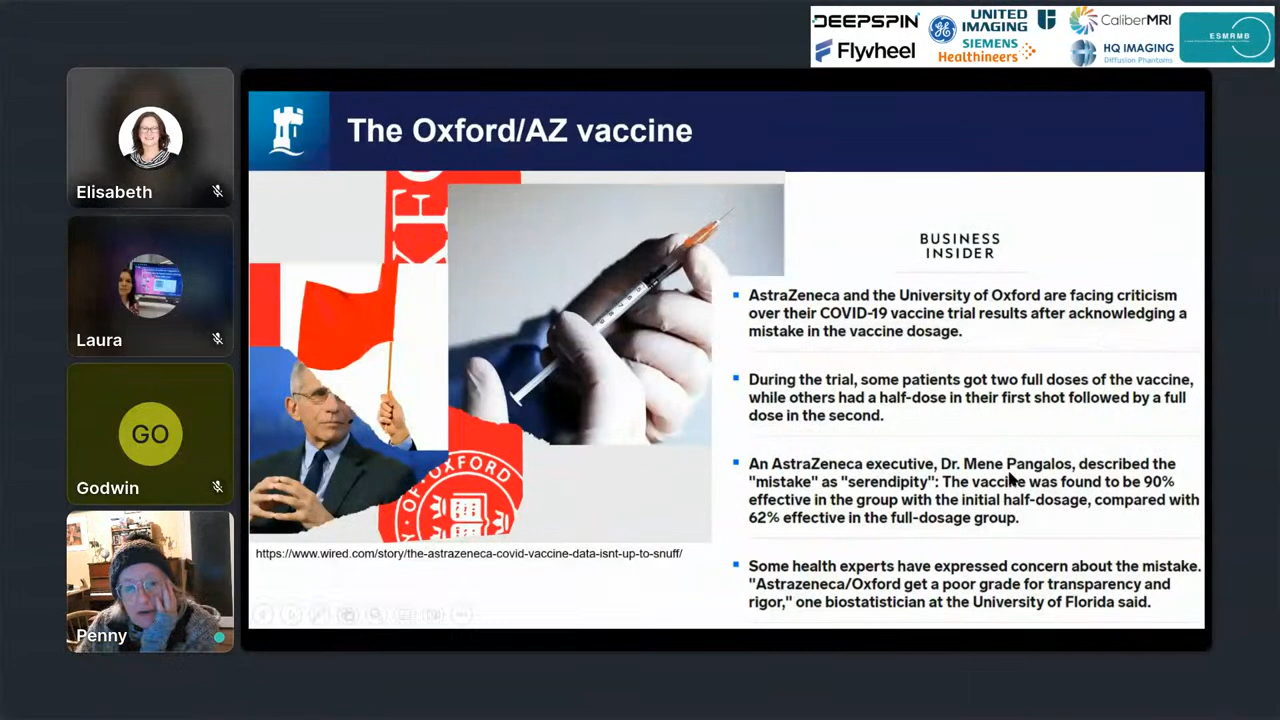 DEEPSPIN
UNITED
IMAGING
CaliberMRI
ESMRMB
Flywheel
SIEMENS
Healthineers
HQ IMAGING
Diffusion Phantoms
Elisabeth
Laura
GO
Godwin
Penny
The Oxford/AZ vaccine
OF OXFORD
https://www.wired.com/story/the-astrazeneca-covid-vaccine-data-isnt-up-to-snuff/
BUSINESS
INSIDER
AstraZeneca and the University of Oxford are facing criticism
over their COVID-19 vaccine trial results after acknowledging a
mistake in the vaccine dosage.
During the trial, some patients got two full doses of the vaccine,
while others had a half-dose in their first shot followed by a full
dose in the second.
An AstraZeneca executive, Dr. Mene Pangalos, described the
"mistake" as "serendipity": The vaccine was found to be 90%
effective in the group with the initial half-dosage, compared with
62% effective in the full-dosage group.
Some health experts have expressed concern about the mistake.
"Astrazeneca/Oxford get a poor grade for transparency and
rigor," one biostatistician at the University of Florida said.